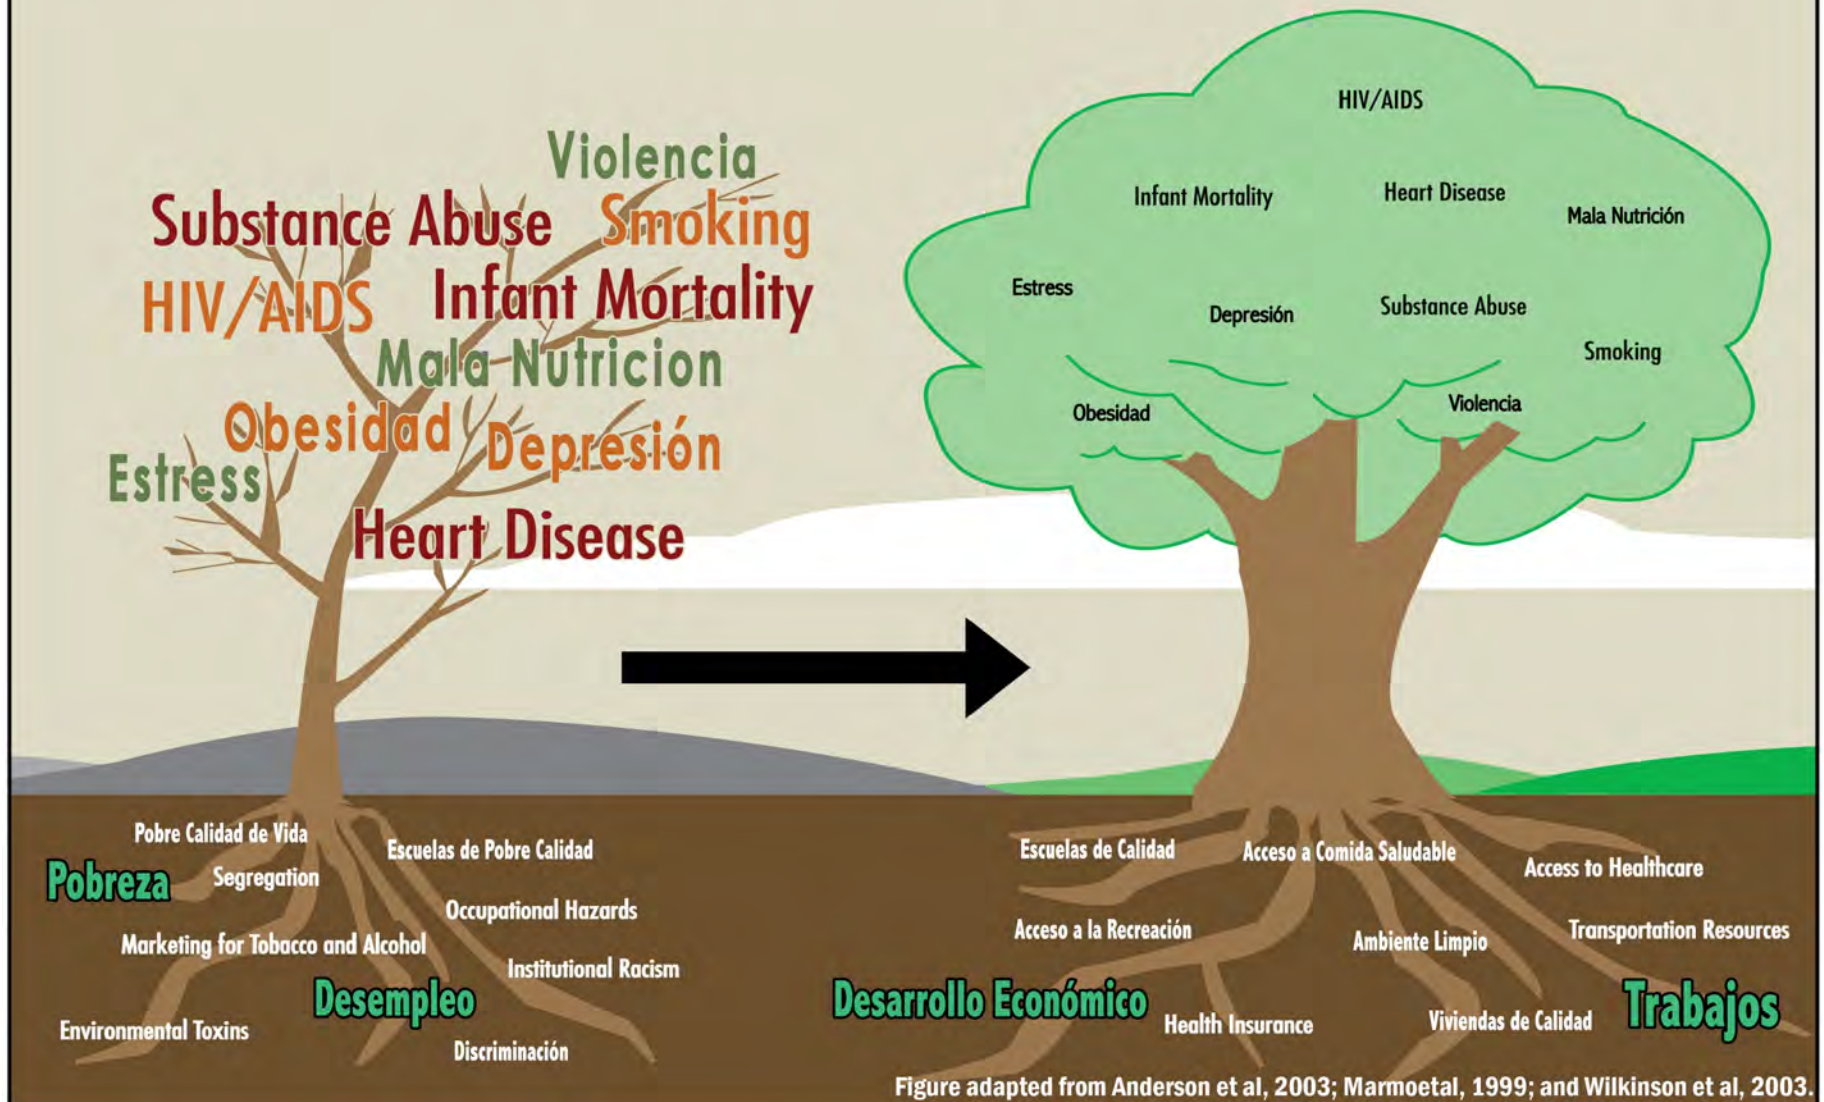 Violencia
Substance Abuse
Smoking
HIV/AIDS
Infant Mortality
Mala Nutricion
Obesidad
Depresión
Estress
Heart Disease
HIV/AIDS
Infant Mortality
Heart Disease
Mala Nutrición
Estress
Depresión
Substance Abuse
Smoking
Obesidad
Violencia
Pobre Calidad de Vida
Escuelas de Pobre Calidad
Pobreza
Segregation
Occupational Hazards
Marketing for Tobacco and Alcohol
Institutional Racism
Desempleo
Environmental Toxins
Discriminación
Escuelas de Calidad
Acceso a Comida Saludable
Access to Healthcare
Acceso a la Recreación
Ambiente Limpio
Transportation Resources
Desarrollo Económico
Health Insurance
Viviendas de Calidad
Trabajos
Figure adapted from Anderson et al, 2003; Marmoetal, 1999; and Wilkinson et al, 2003.